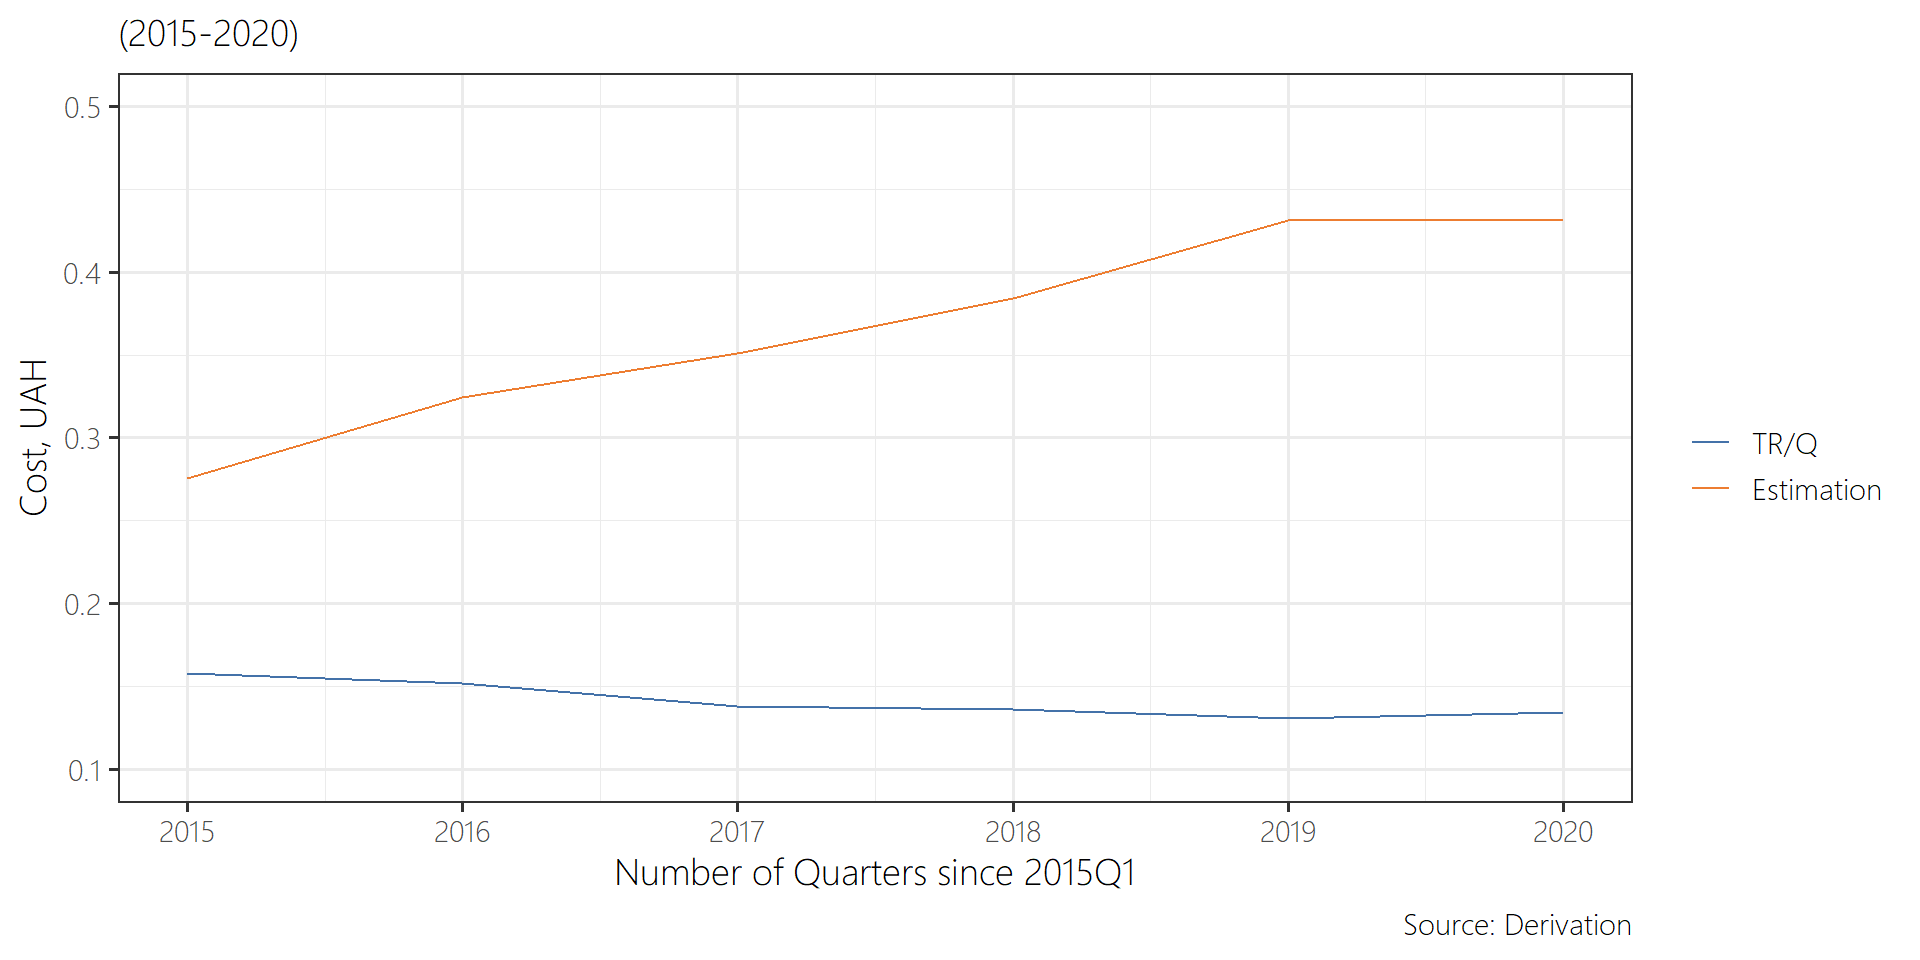 (2015-2020)
0.5
0.4
0.3
0.2
0.1
Cost, UAH
2015 2016 2017 2018 2019 2020
Number of Quarters since 2015Q1
TR/Q
Estimation
Source: Derivation